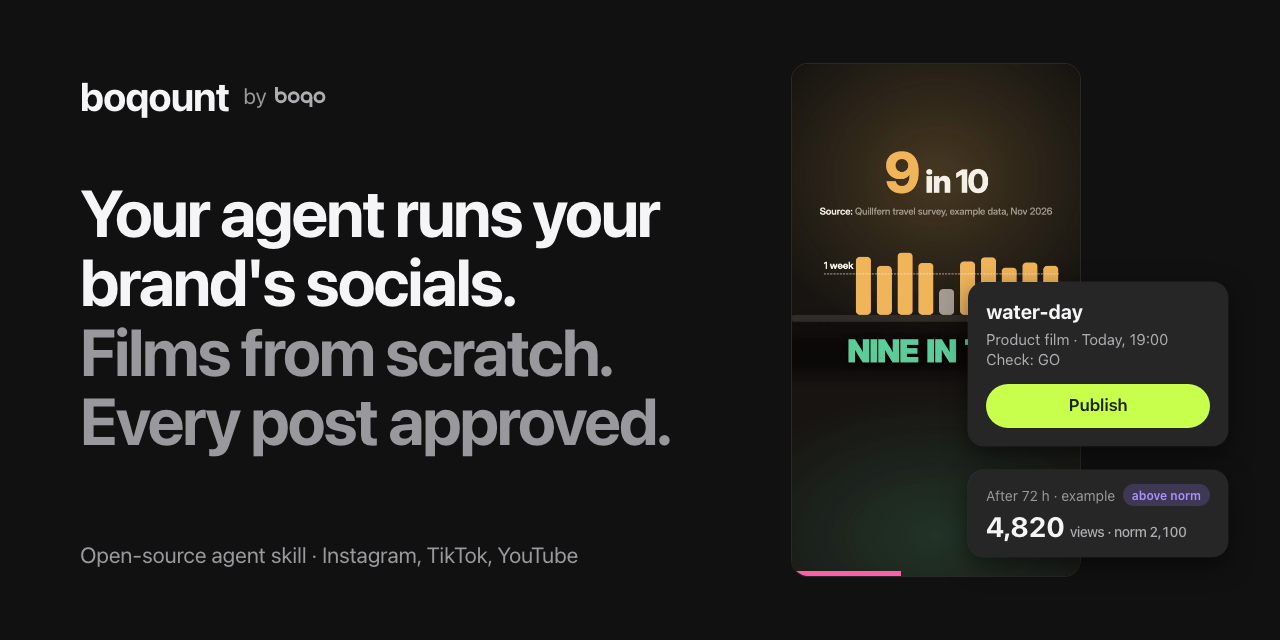 boqount by boqo
Your agent runs your
brand's socials.
Films from scratch.
Every post approved.
Open-source agent skill · Instagram, TikTok, YouTube
9 in 10
Source: Quillfern travel survey, example data, Nov 2026
1 week
NINE IN
water-day
Product film · Today, 19:00
Check: GO
Publish
After 72 h · example above norm
4,820 views · norm 2,100